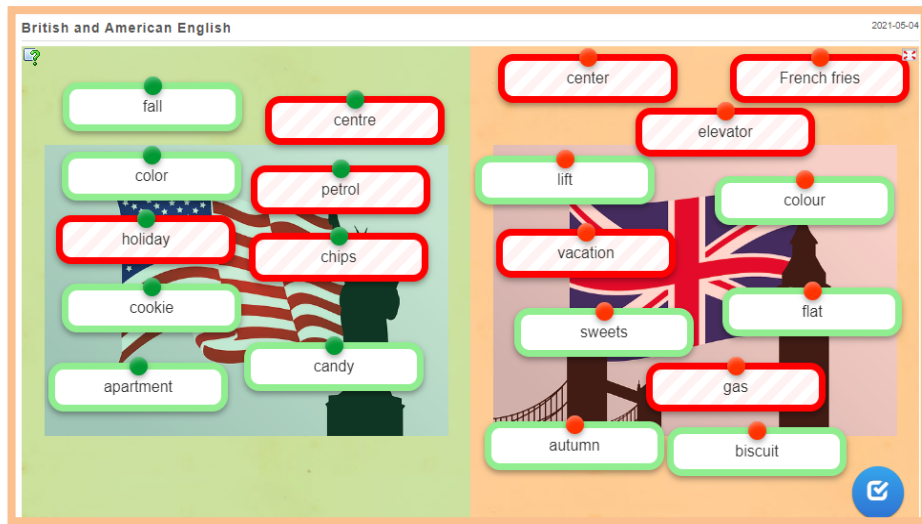 British and American English
2021-05-04
fall
centre
color
petrol
holiday
chips
cookie
candy
apartment
center
French fries
elevator
lift
colour
vacation
flat
sweets
gas
autumn
biscuit